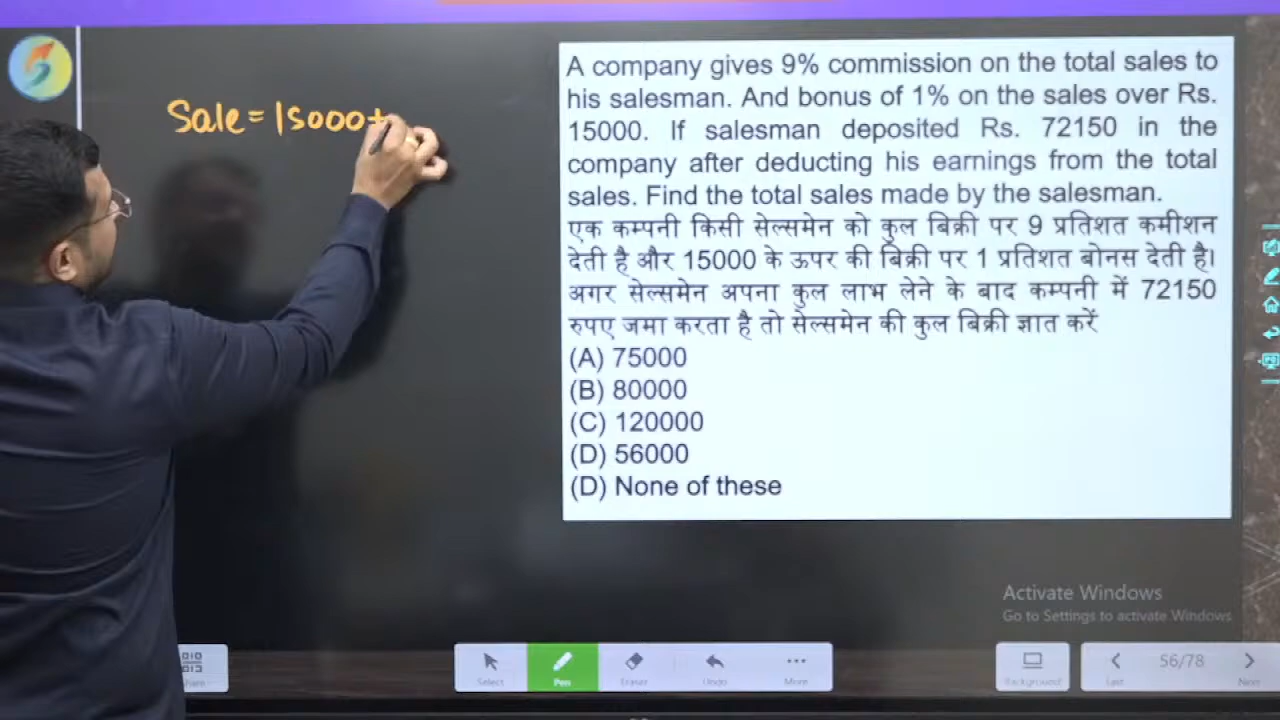 Sale = 15000+
A company gives 9% commission on the total sales to
his salesman. And bonus of 1% on the sales over Rs.
15000. If salesman deposited Rs. 72150 in the
company after deducting his earnings from the total
sales. Find the total sales made by the salesman.
एक कम्पनी किसी सेल्समेन को कुल बिक्री पर 9 प्रतिशत कमीशन
देती है और 15000 के ऊपर की बिक्री पर 1 प्रतिशत बोनस देती है।
अगर सेल्समेन अपना कुल लाभ लेने के बाद कम्पनी में 72150
रुपए जमा करता है तो सेल्समेन की कुल बिक्री ज्ञात करें
(A) 75000
(B) 80000
(C) 120000
(D) 56000
(D) None of these
Activate Windows
Go to Settings to activate Windows
Select
Pen
Eraser
Undo
More
Background
Last
56/78
Next